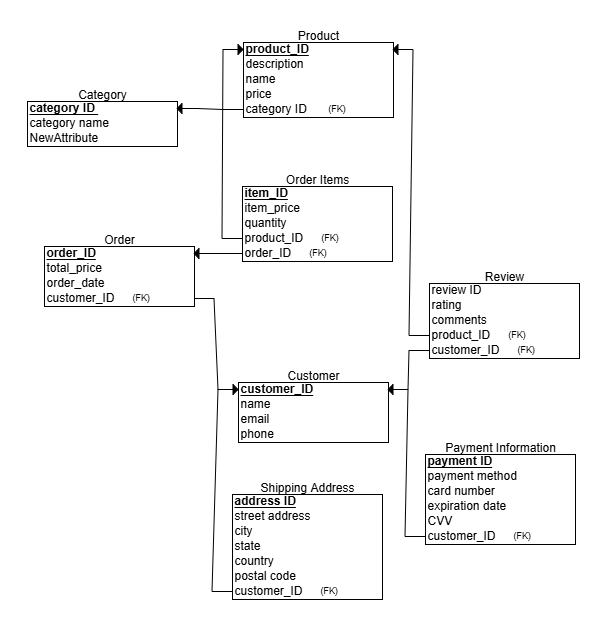 Product
product_ID
description
name
price
category ID (FK)
Category
category ID
category name
NewAttribute
Order Items
item_ID
item_price
quantity
product_ID (FK)
order_ID (FK)
Order
order_ID
total_price
order_date
customer_ID (FK)
Review
review ID
rating
comments
product_ID (FK)
customer_ID (FK)
Customer
customer_ID
name
email
phone
Payment Information
payment ID
payment method
card number
expiration date
CVV
customer_ID (FK)
Shipping Address
address ID
street address
city
state
country
postal code
customer_ID (FK)